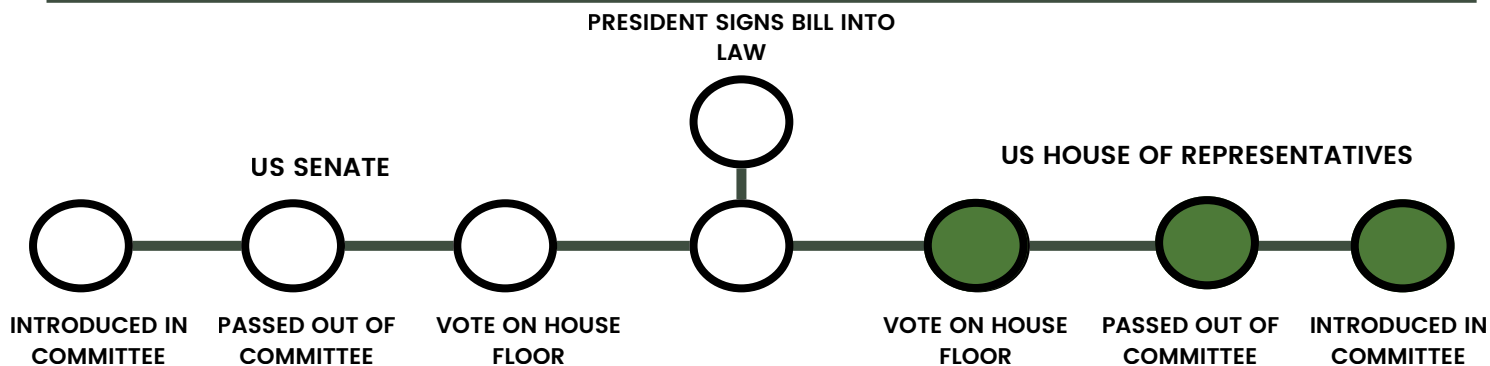 PRESIDENT SIGNS BILL INTO
LAW
US SENATE
US HOUSE OF REPRESENTATIVES
INTRODUCED IN
COMMITTEE
PASSED OUT OF
COMMITTEE
VOTE ON HOUSE
FLOOR
VOTE ON HOUSE
FLOOR
PASSED OUT OF
COMMITTEE
INTRODUCED IN
COMMITTEE